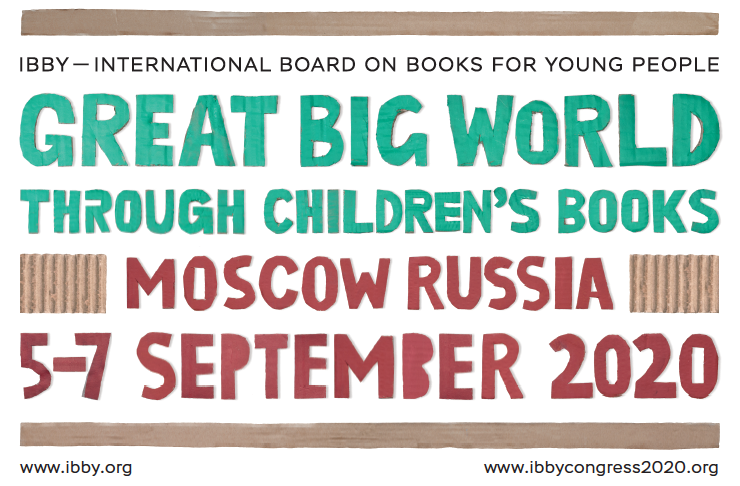 IBBY — INTERNATIONAL BOARD ON BOOKS FOR YOUNG PEOPLE
GREAT BIG WORLD
THROUGH CHILDREN'S BOOKS
MOSCOW RUSSIA
5–7 SEPTEMBER 2020
www.ibby.org
www.ibbycongress2020.org